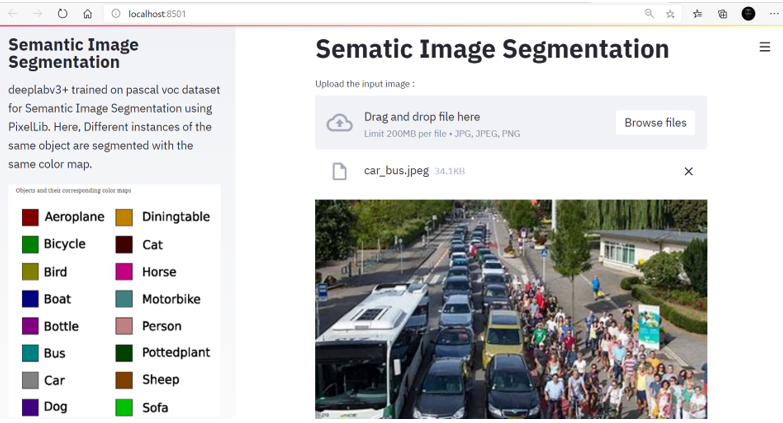 localhost:8501
Semantic Image
Segmentation
deeplabv3+ trained on pascal voc dataset
for Semantic Image Segmentation using
PixelLib. Here, Different instances of the
same object are segmented with the
same color map.
Objects and their corresponding color maps
Aeroplane Diningtable
Bicycle Cat
Bird Horse
Boat Motorbike
Bottle Person
Bus Pottedplant
Car Sheep
Dog Sofa
Sematic Image Segmentation
Upload the input image :
Drag and drop file here
Limit 200MB per file • JPG, JPEG, PNG
Browse files
car_bus.jpeg 34.1KB